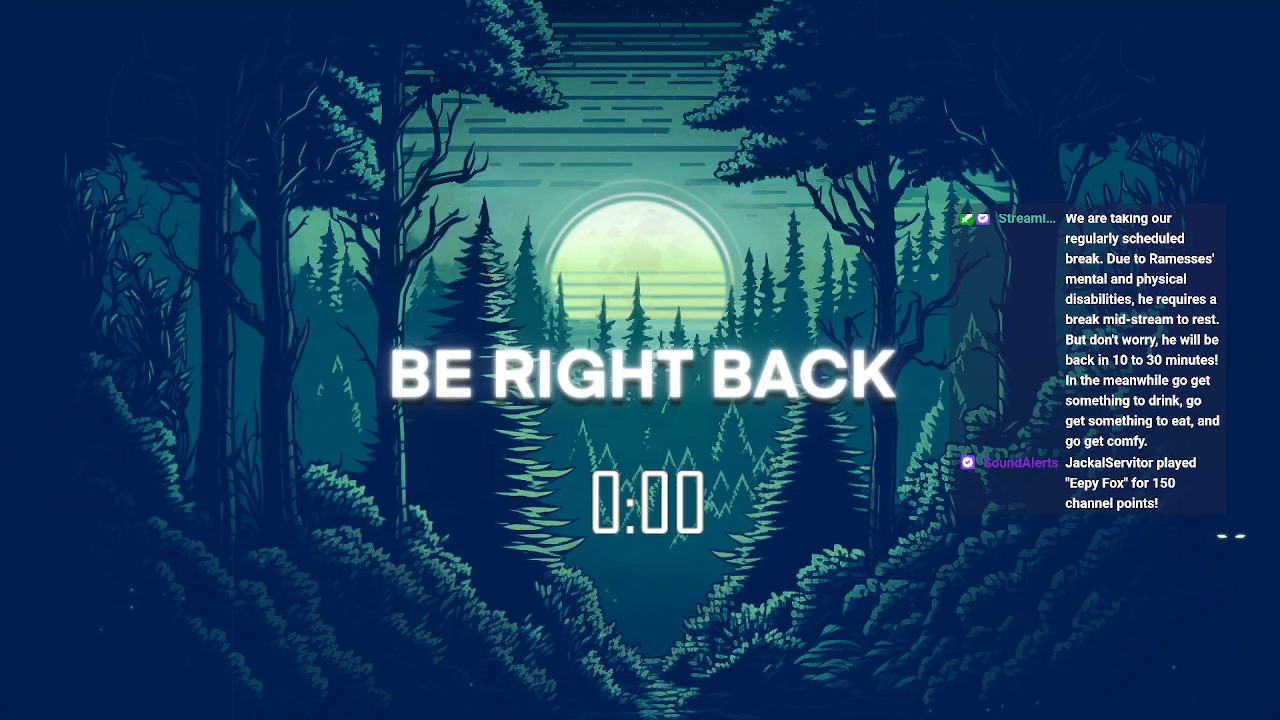 StreamI... We are taking our
regularly scheduled
break. Due to Ramesses'
mental and physical
disabilities, he requires a
break mid-stream to rest.
But don't worry, he will be
back in 10 to 30 minutes!
In the meanwhile go get
something to drink, go
get something to eat, and
go get comfy.
SoundAlerts JackalServitor played
"Eepy Fox" for 150
channel points!
BE RIGHT BACK
0:00